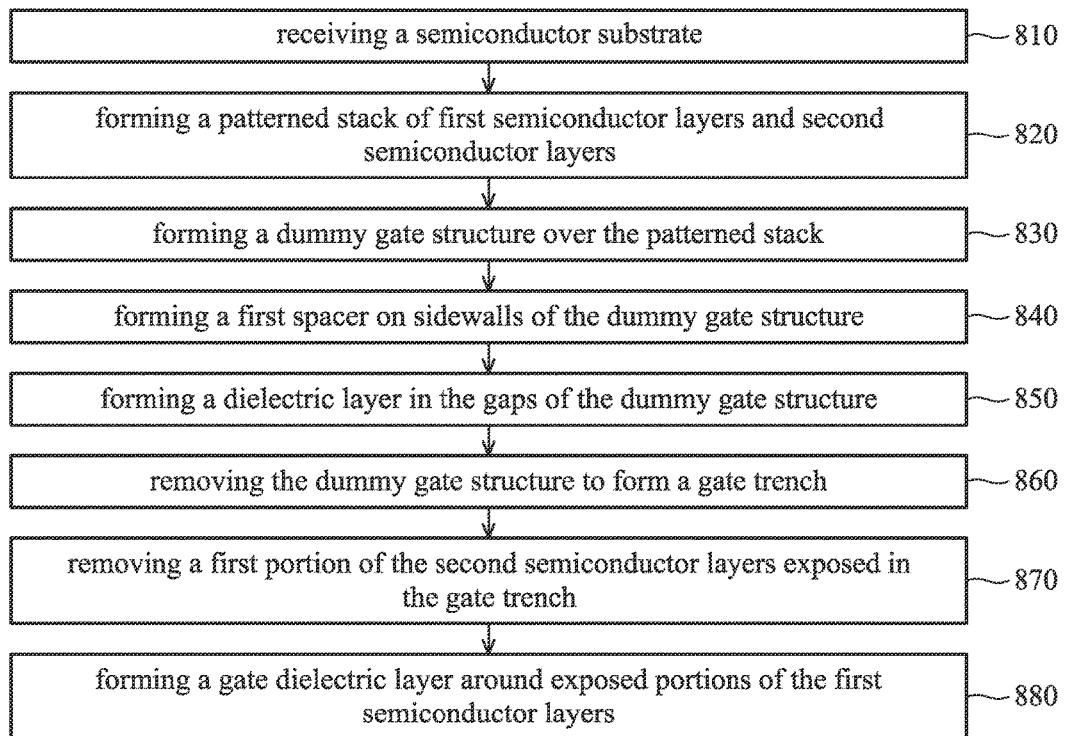 receiving a semiconductor substrate
810
forming a patterned stack of first semiconductor layers and second
semiconductor layers
820
forming a dummy gate structure over the patterned stack
830
forming a first spacer on sidewalls of the dummy gate structure
840
forming a dielectric layer in the gaps of the dummy gate structure
850
removing the dummy gate structure to form a gate trench
860
removing a first portion of the second semiconductor layers exposed in
the gate trench
870
forming a gate dielectric layer around exposed portions of the first
semiconductor layers
880